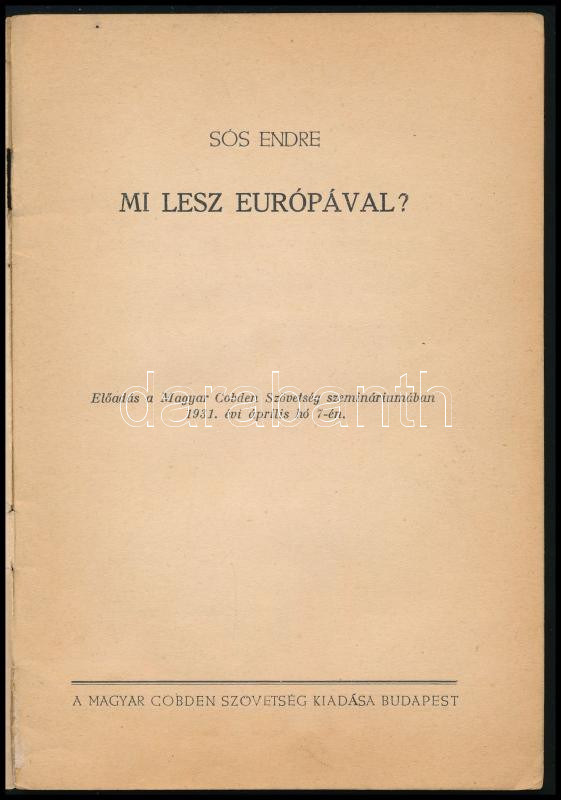 SÓS ENDRE
MI LESZ EURÓPÁVAL?
Előadás a Magyar Cobden Szövetség szemináriumában
1931. évi április hó 7-én.
darabanth
A MAGYAR COBDEN SZÖVETSÉG KIADÁSA BUDAPEST